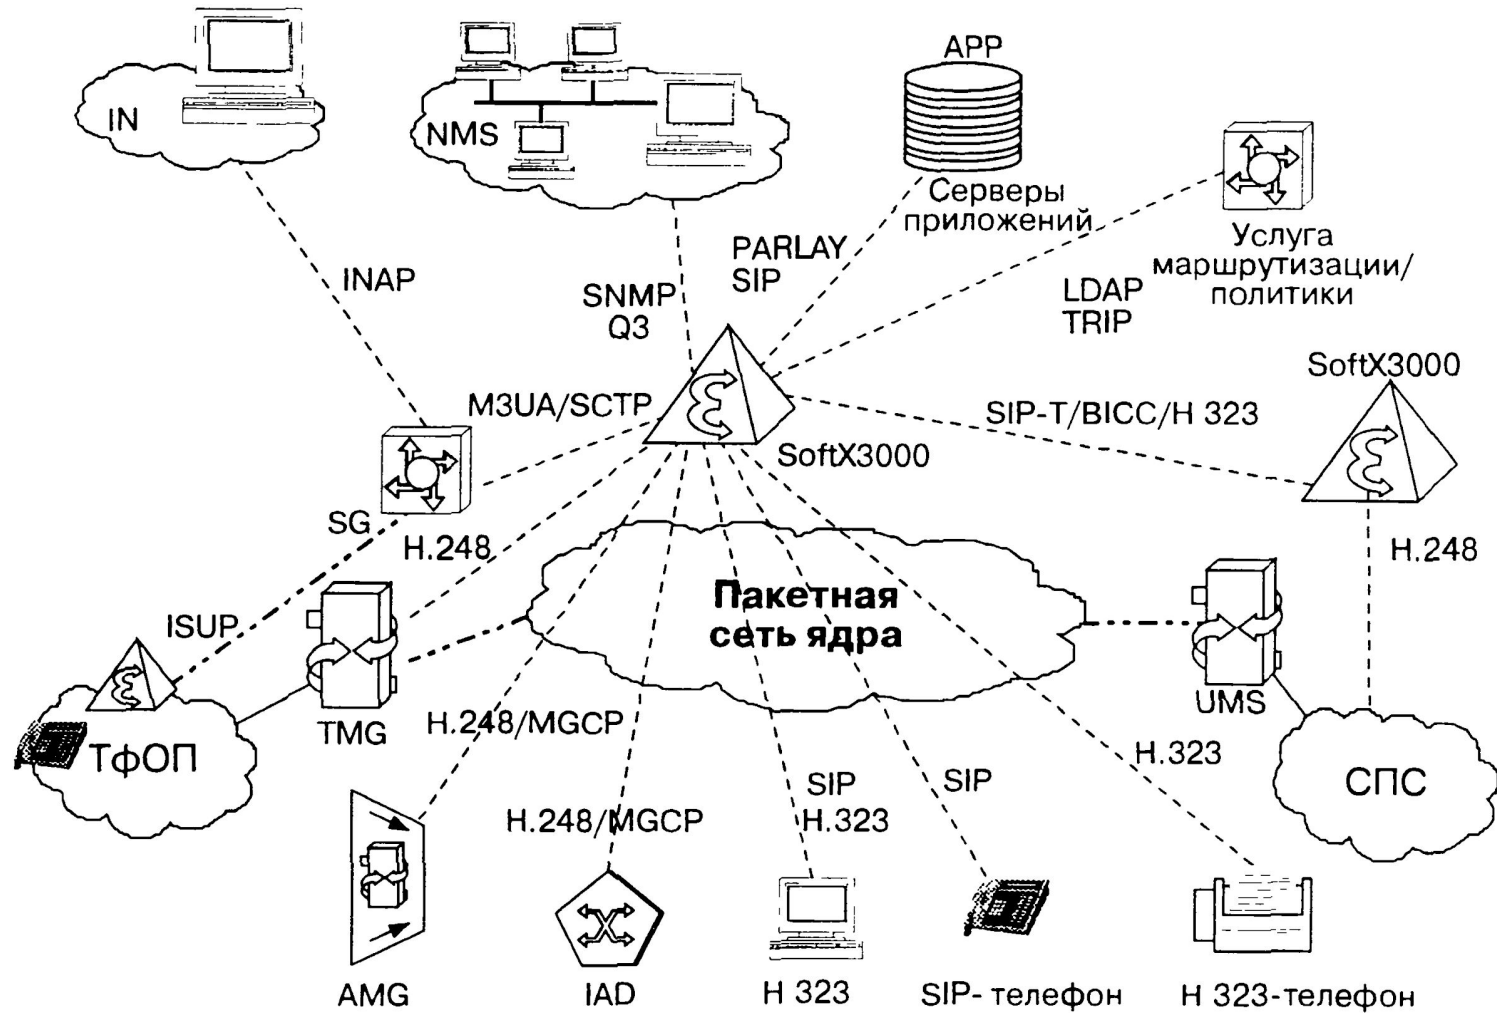 APP
IN
NMS
Серверы
приложений
Услуга
маршрутизации/
политики
PARLAY
SIP
INAP
SNMP
Q3
LDAP
TRIP
SoftX3000
M3UA/SCTP
SIP-T/BICC/H 323
SoftX3000
SG
H.248
H.248
Пакетная
сеть ядра
ISUP
TMG
UMS
H.248/MGCP
H.323
ТфОП
SIP
H.323
SIP
СПС
H.248/MGCP
AMG
IAD
H 323
SIP- телефон
H 323-телефон